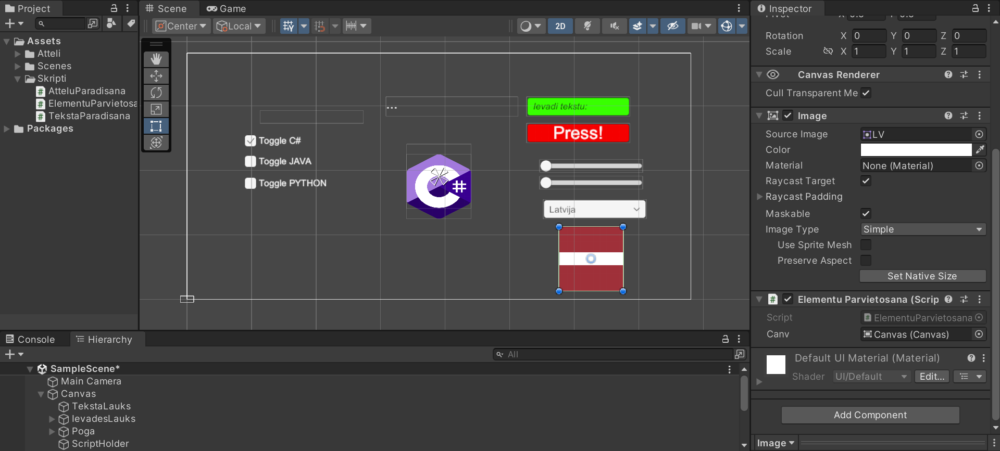 Project
Scene
Game
Inspector
Center
Local
2D
Assets
Atteli
Scenes
Skripti
AtteluParadisana
ElementuParvietosa
TekstaParadisana
Packages
...
Ievadi tekstu:
Press!
Toggle C#
Toggle JAVA
Toggle PYTHON
C#
Latvija
Rotation X 0 Y 0 Z 0
Scale X 1 Y 1 Z 1
Canvas Renderer
Cull Transparent Me
Image
Source Image LV
Color
Material None (Material)
Raycast Target
Raycast Padding
Maskable
Image Type Simple
Use Sprite Mesh
Preserve Aspect
Set Native Size
Elementu Parvietosana (Scrip
Script ElementuParvietosana
Canv Canvas (Canvas)
Default UI Material (Material)
Shader UI/Default Edit...
Add Component
Image
Console
Hierarchy
All
SampleScene*
Main Camera
Canvas
TekstaLauks
IevadesLauks
Poga
ScriptHolder